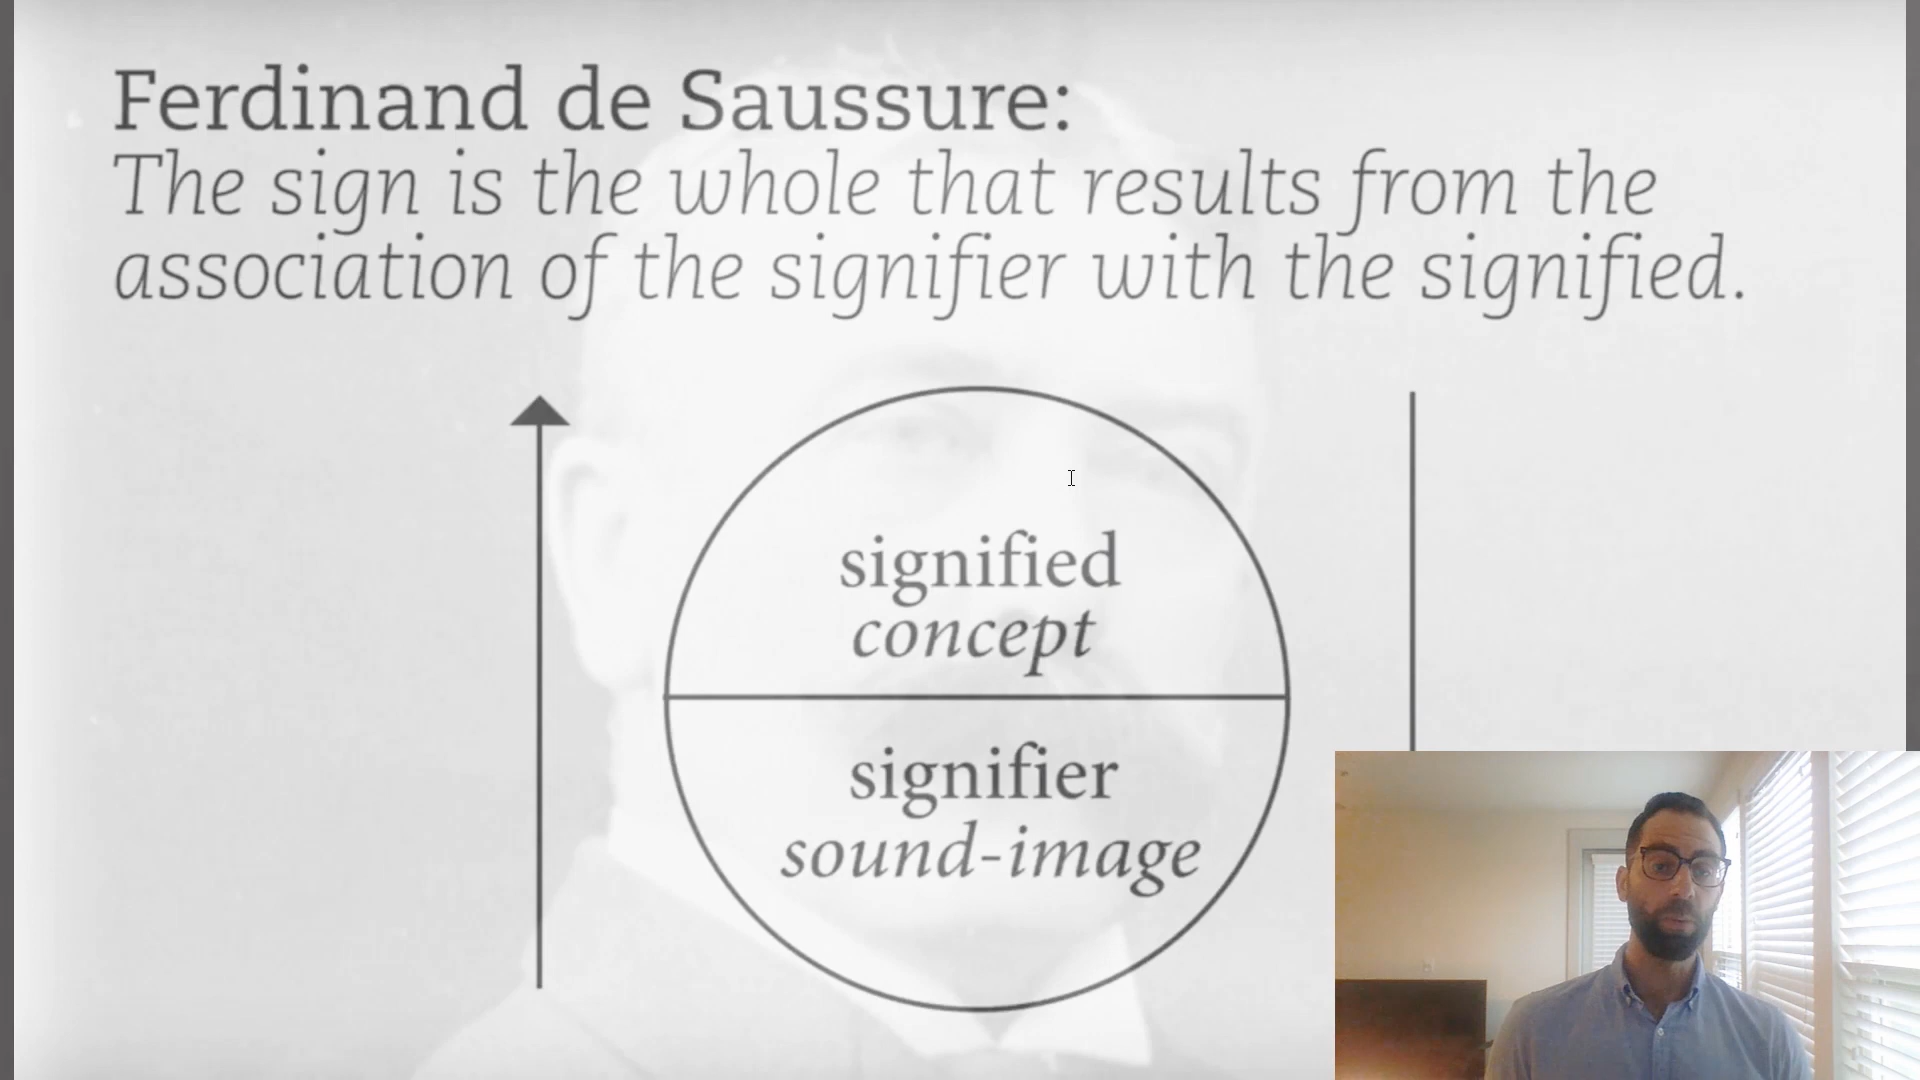 Ferdinand de Saussure:
The sign is the whole that results from the
association of the signifier with the signified.
signified
concept
signifier
sound-image